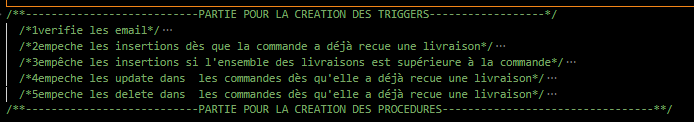 /**---------------------------PARTIE POUR LA CREATION DES TRIGGERS------------------*/
/*1verifie les email*/···
/*2empeche les insertions dès que la commande a déjà recue une livraison*/···
/*3empêche les insertions si l'ensemble des livraisons est supérieure à la commande*/···
/*4empeche les update dans  les commandes dès qu'elle a déjà recue une livraison*/···
/*5empeche les delete dans  les commandes dès qu'elle a déjà recue une livraison*/···
/**---------------------------PARTIE POUR LA CREATION DES PROCEDURES---------------------------------**/